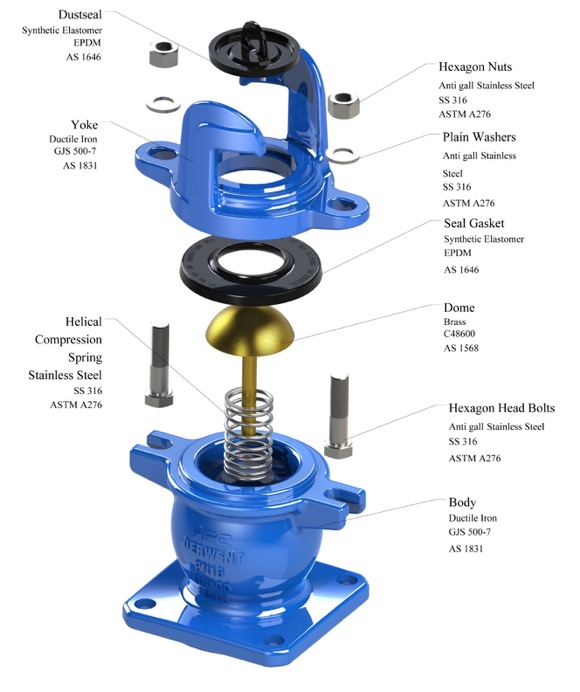 Dustseal
Synthetic Elastomer
EPDM
AS 1646
Hexagon Nuts
Anti gall Stainless Steel
SS 316
ASTM A276
Yoke
Ductile Iron
GJS 500-7
AS 1831
Plain Washers
Anti gall Stainless
Steel
SS 316
ASTM A276
Seal Gasket
Synthetic Elastomer
EPDM
AS 1646
Dome
Brass
C48600
AS 1568
Helical
Compression
Spring
Stainless Steel
SS 316
ASTM A276
Hexagon Head Bolts
Anti gall Stainless Steel
SS 316
ASTM A276
Body
Ductile Iron
GJS 500-7
AS 1831
DERWENT
PN16